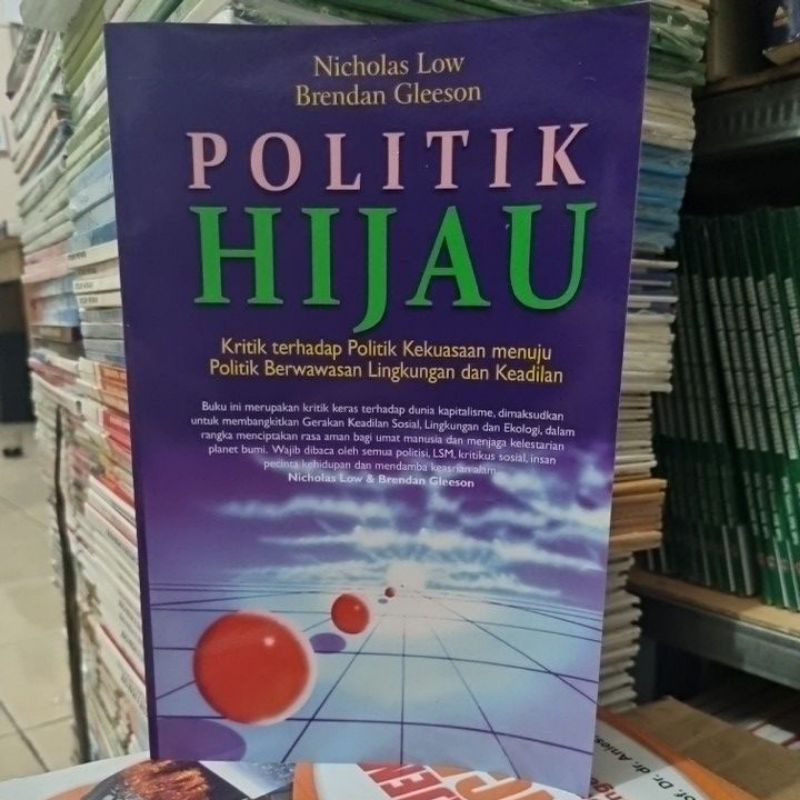 Nicholas Low
Brendan Gleeson
POLITIK
HIJAU
Kritik terhadap Politik Kekuasaan menuju
Politik Berwawasan Lingkungan dan Keadilan
Buku ini merupakan kritik keras terhadap dunia kapitalisme, dimaksudkan
untuk membangkitkan Gerakan Keadilan Sosial, Lingkungan dan Ekologi, dalam
rangka menciptakan rasa aman bagi umat manusia dan menjaga kelestarian
planet bumi. Wajib dibaca oleh semua politisi, LSM, kritikus sosial, insan
pecinta kehidupan dan mendamba keasrian alam.
Nicholas Low & Brendan Gleeson
Dr. dr. Anies